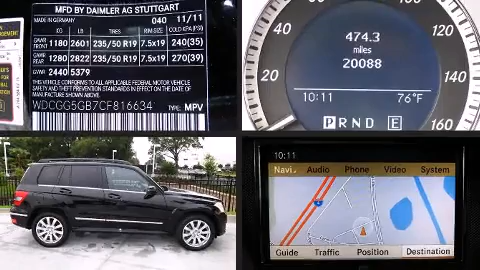 MFD BY DAIMLER AG STUTTGART
MADE IN GERMANY 040 11/11
KG LBS TIRES RIM-SIZE COLD KPA (PSI)
GAWR FRONT 1180 2601 235/50 R19 7.5x19 240(35)
GAWR REAR 1280 2822 235/50 R19 7.5x19 270(39)
GVWR 2440 5379
THIS VEHICLE CONFORMS TO ALL APPLICABLE FEDERAL MOTOR VEHICLE
SAFETY AND THEFT PREVENTION STANDARDS IN EFFECT ON THE DATE OF
MANUFACTURE SHOWN ABOVE
WDCGG5GB7CF816634 TYPE: MPV
474.3
miles
20088
10:11 76°F
P R N D E
20
40
60
120
140
160
10:11
Navi Audio Phone Video System
Guide Traffic Position Destination